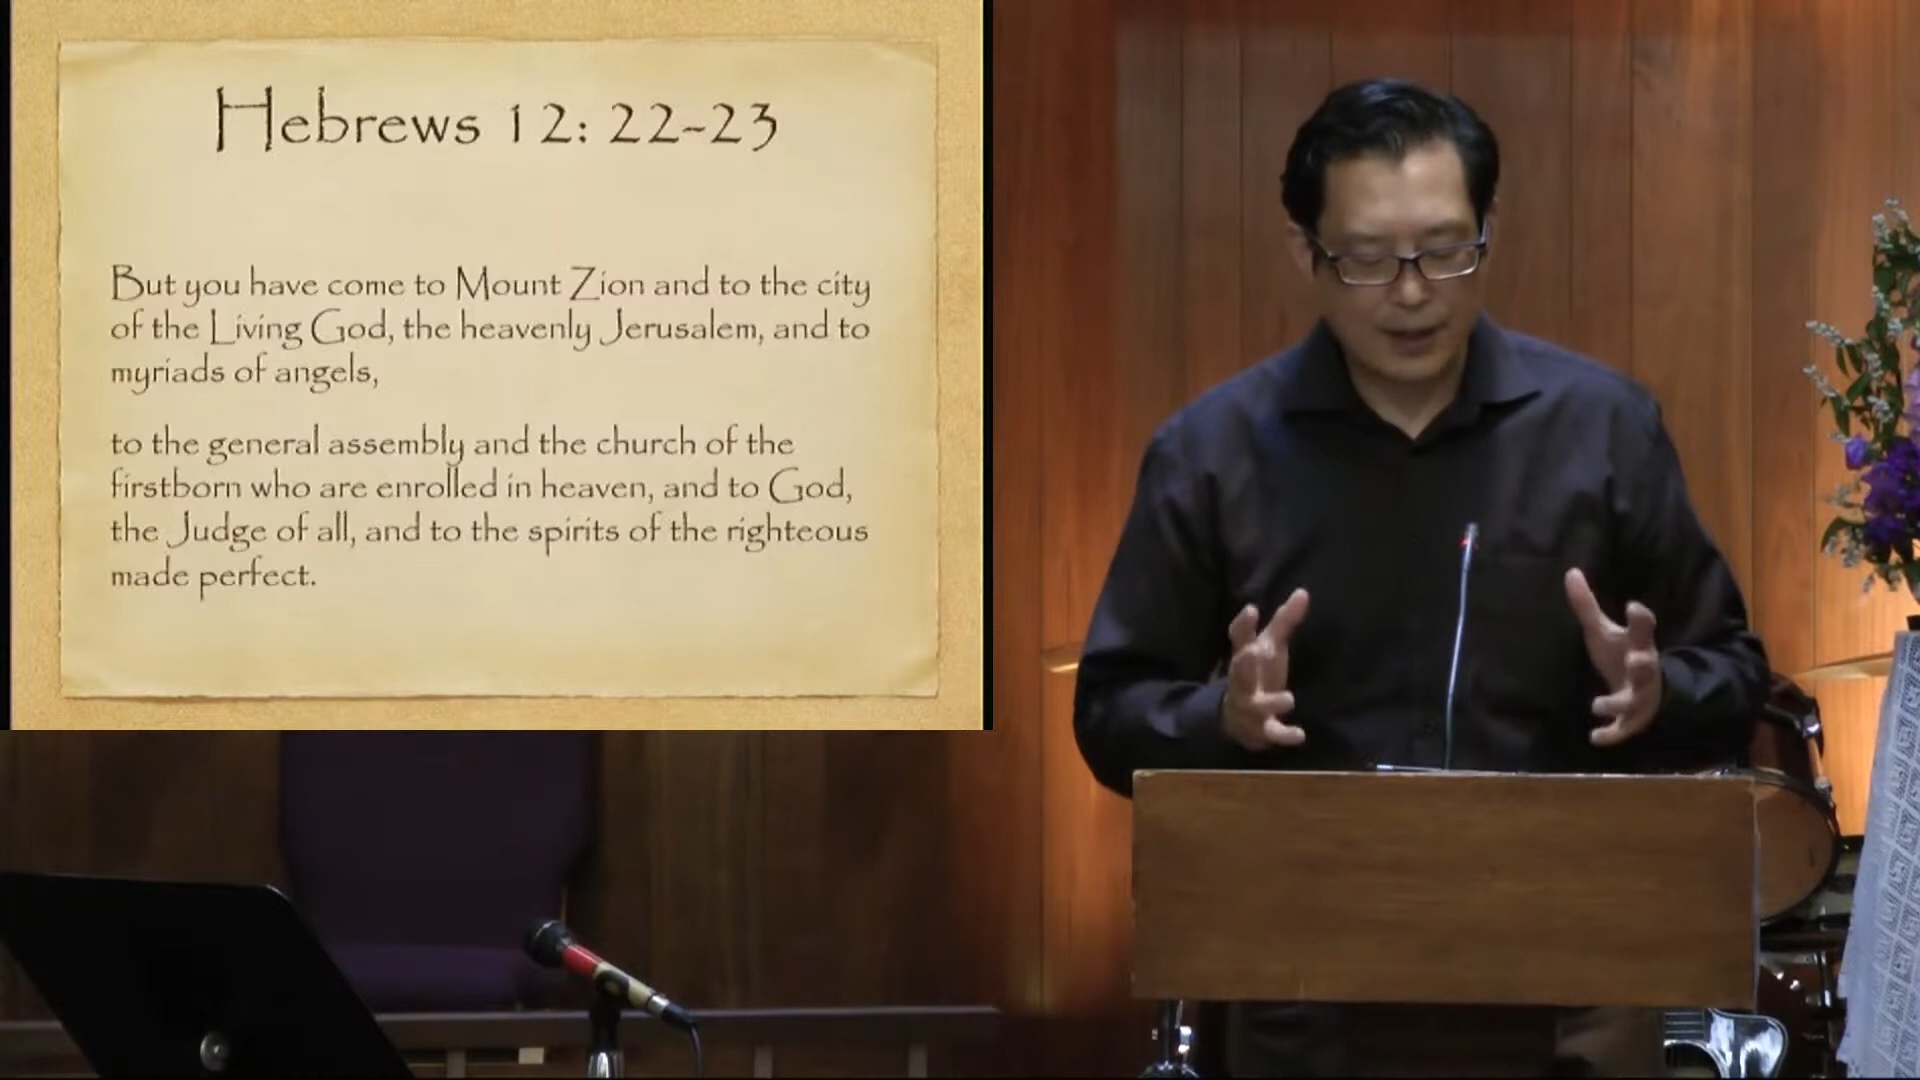 Hebrews 12: 22-23
But you have come to Mount Zion and to the city
of the Living God, the heavenly Jerusalem, and to
myriads of angels,
to the general assembly and the church of the
firstborn who are enrolled in heaven, and to God,
the Judge of all, and to the spirits of the righteous
made perfect.